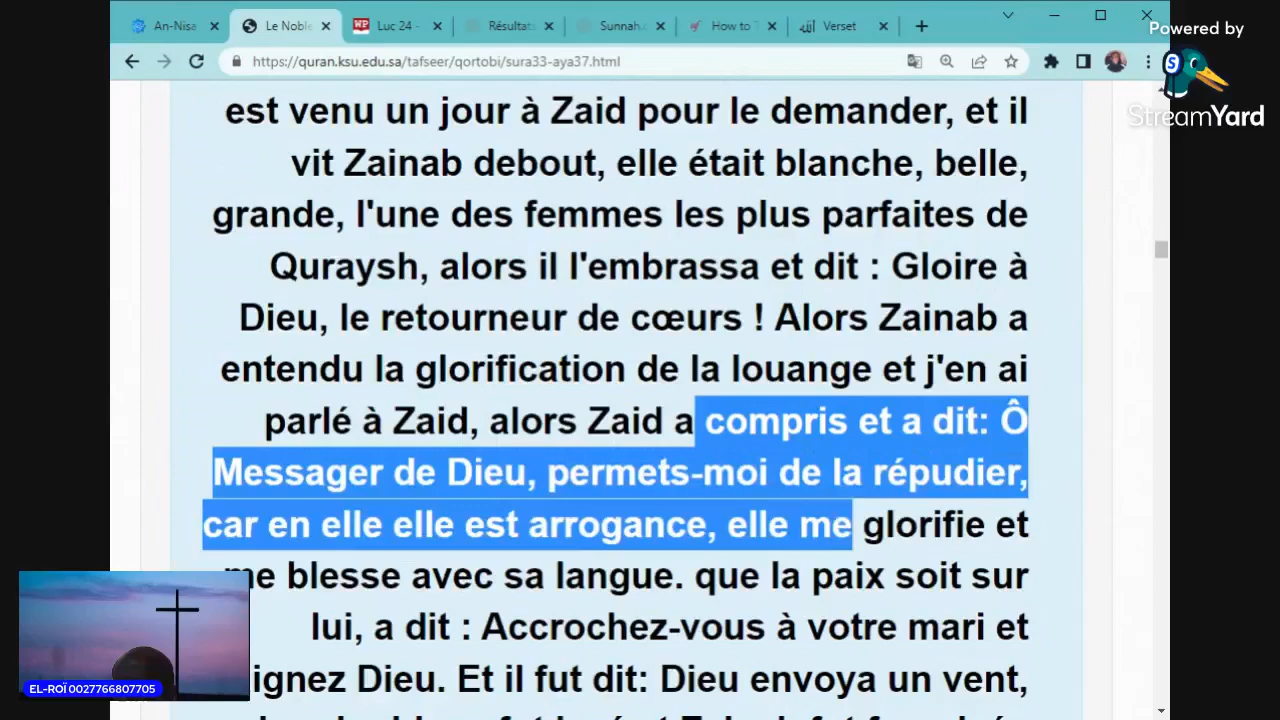 An-Nisa
Le Noble
Luc 24 -
Résultats
Sunnah.
How to T
Verset آيات
Powered by
StreamYard
https://quran.ksu.edu.sa/tafseer/qortobi/sura33-aya37.html
est venu un jour à Zaid pour le demander, et il
vit Zainab debout, elle était blanche, belle,
grande, l'une des femmes les plus parfaites de
Quraysh, alors il l'embrassa et dit : Gloire à
Dieu, le retourneur de cœurs ! Alors Zainab a
entendu la glorification de la louange et j'en ai
parlé à Zaid, alors Zaid a compris et a dit: Ô
Messager de Dieu, permets-moi de la répudier,
car en elle elle est arrogance, elle me glorifie et
me blesse avec sa langue. que la paix soit sur
lui, a dit : Accrochez-vous à votre mari et
ignez Dieu. Et il fut dit: Dieu envoya un vent,
EL-ROÏ 0027766807705